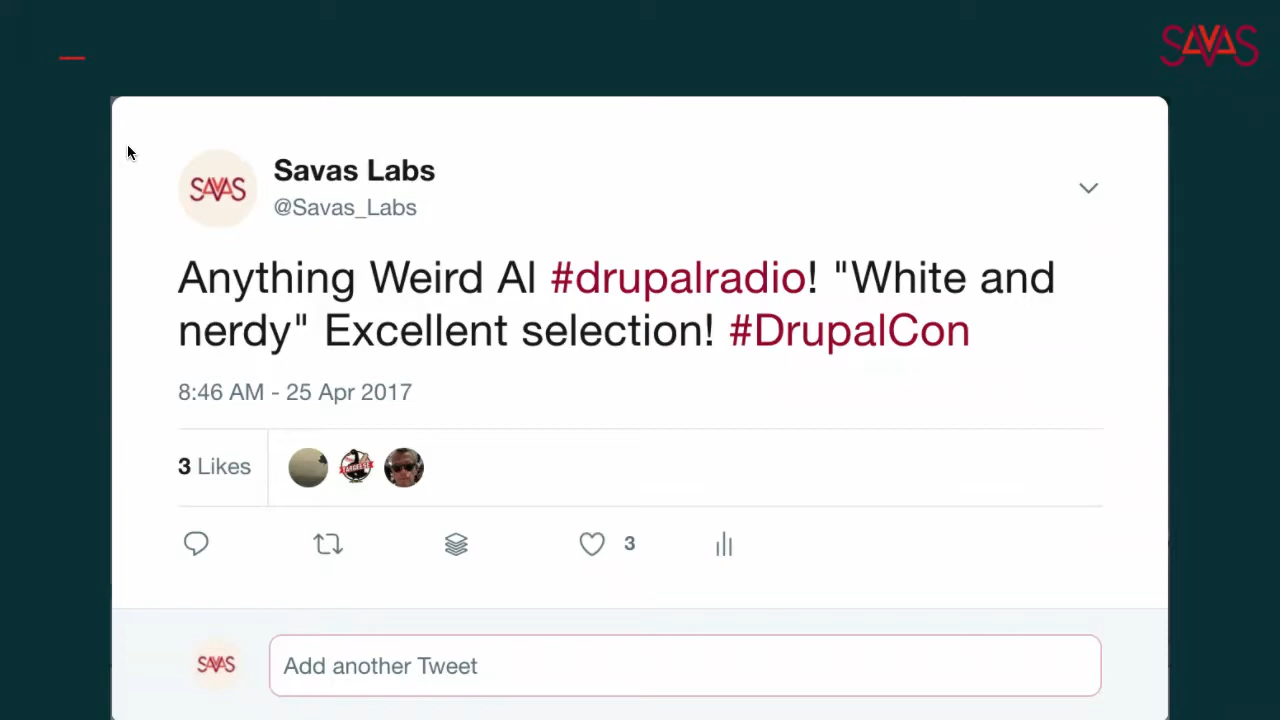 SAVAS
SAVAS
Savas Labs
@Savas_Labs
Anything Weird Al #drupalradio! "White and
nerdy" Excellent selection! #DrupalCon
8:46 AM - 25 Apr 2017
3 Likes
3
SAVAS
Add another Tweet